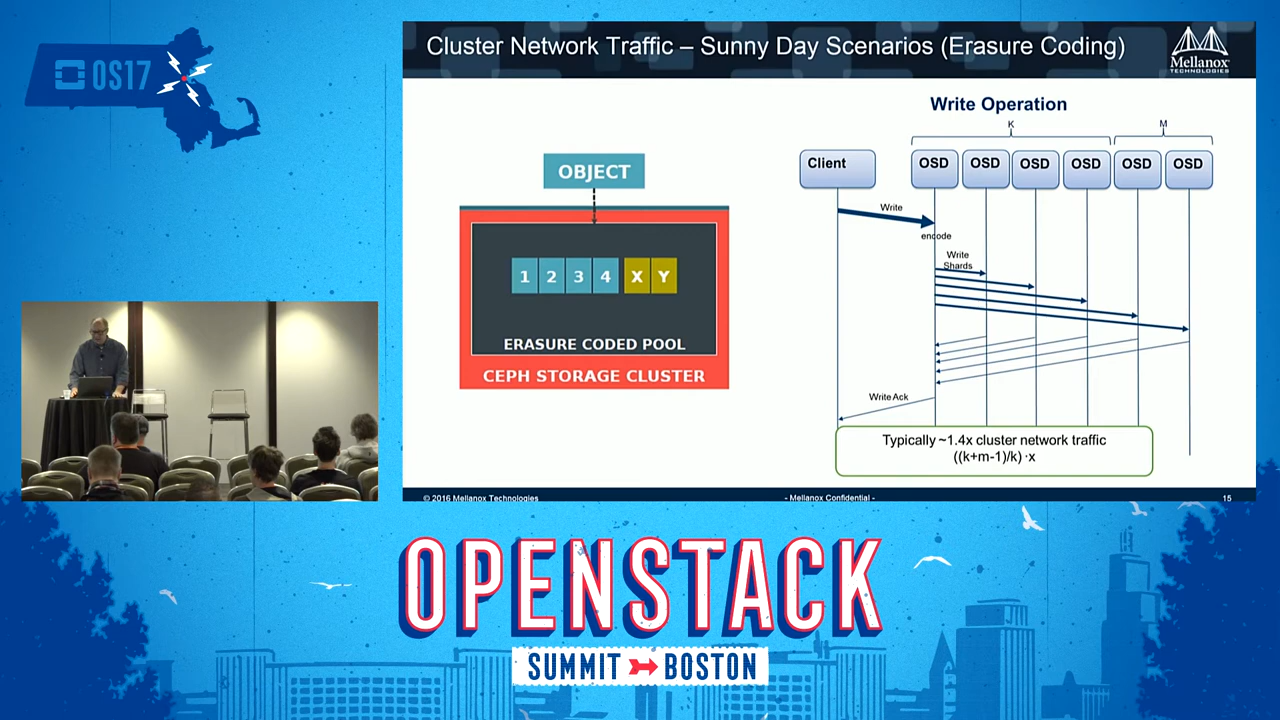 OS17
Cluster Network Traffic – Sunny Day Scenarios (Erasure Coding)
Mellanox
TECHNOLOGIES
OBJECT
1 2 3 4 X Y
ERASURE CODED POOL
CEPH STORAGE CLUSTER
Write Operation
K
M
Client
OSD OSD OSD OSD OSD OSD
Write
encode
Write
Shards
Write Ack
Typically ~1.4x cluster network traffic
((k+m-1)/k) ·x
© 2016 Mellanox Technologies
- Mellanox Confidential -
15
OPENSTACK
SUMMIT BOSTON